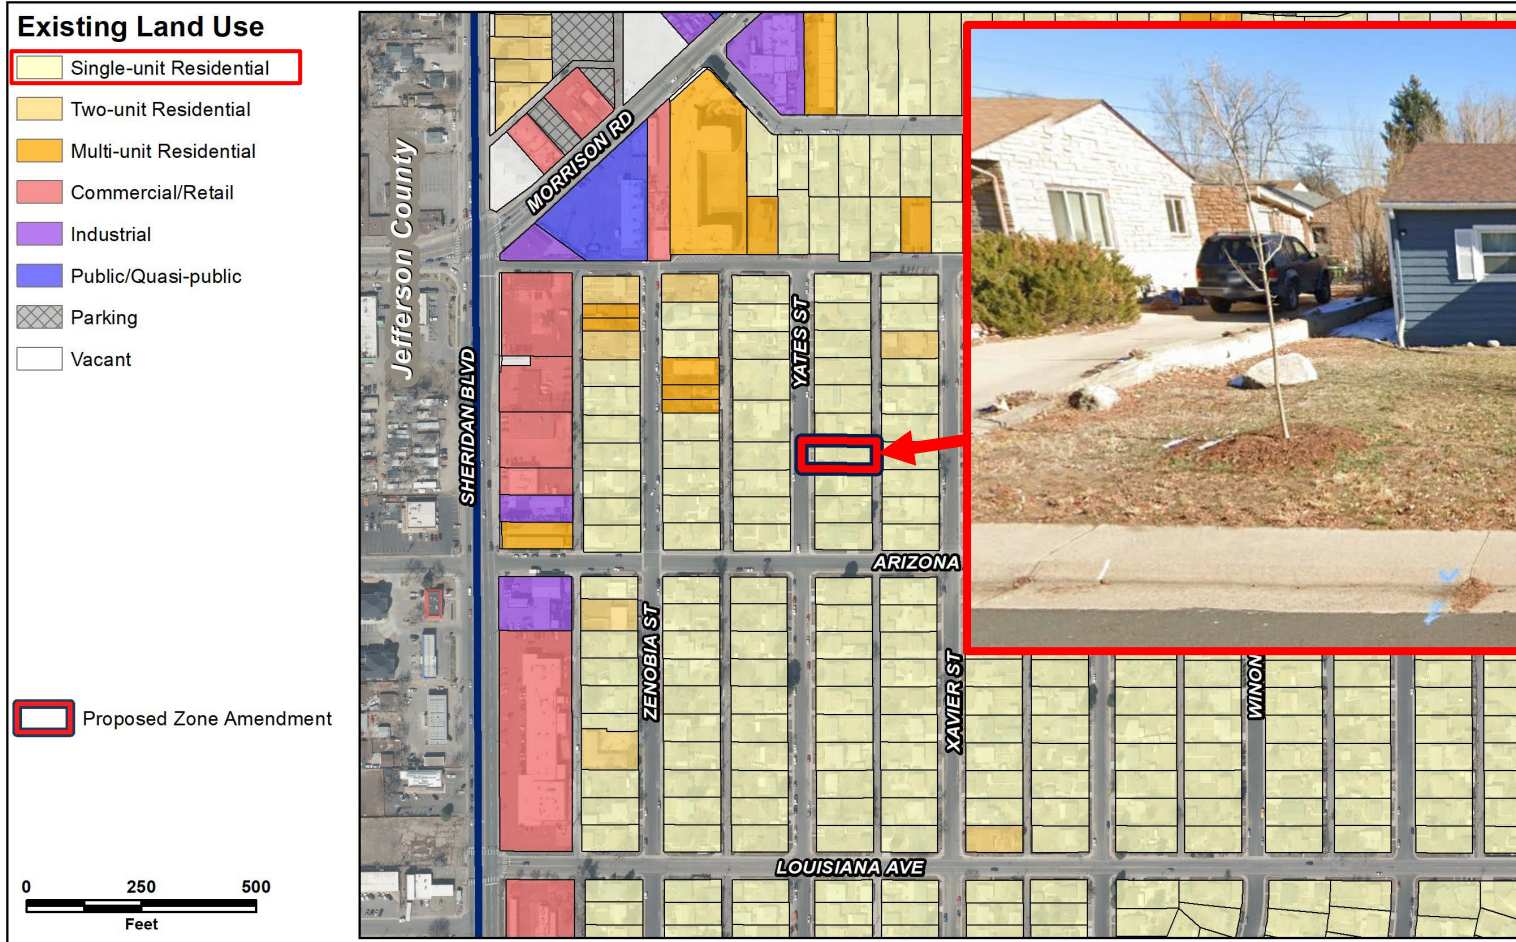 Existing Land Use
Single-unit Residential
Two-unit Residential
Multi-unit Residential
Commercial/Retail
Industrial
Public/Quasi-public
Parking
Vacant
Proposed Zone Amendment
0 250 500
Feet
Jefferson County
SHERIDAN BLVD
MORRISON RD
YATES ST
ARIZONA
ZENOBIA ST
XAVIER ST
WINON
LOUISIANA AVE